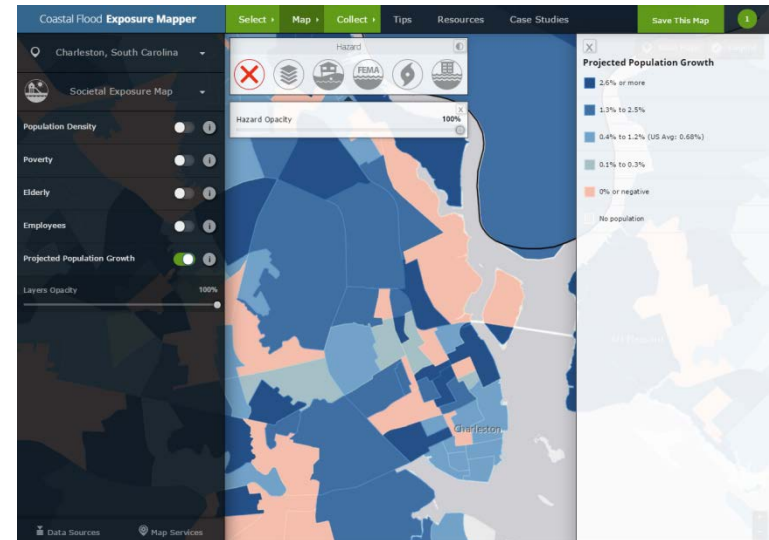 Coastal Flood Exposure Mapper
Select › Map › Collect › Tips Resources Case Studies Save This Map 1
Charleston, South Carolina
Societal Exposure Map
Population Density i
Poverty i
Elderly i
Employees i
Projected Population Growth i
Layers Opacity 100%
Data Sources Map Services
Hazard
FEMA
X
Hazard Opacity 100%
Charleston
X
Projected Population Growth
2.6% or more
1.3% to 2.5%
0.4% to 1.2% (US Avg: 0.68%)
0.1% to 0.3%
0% or negative
No population